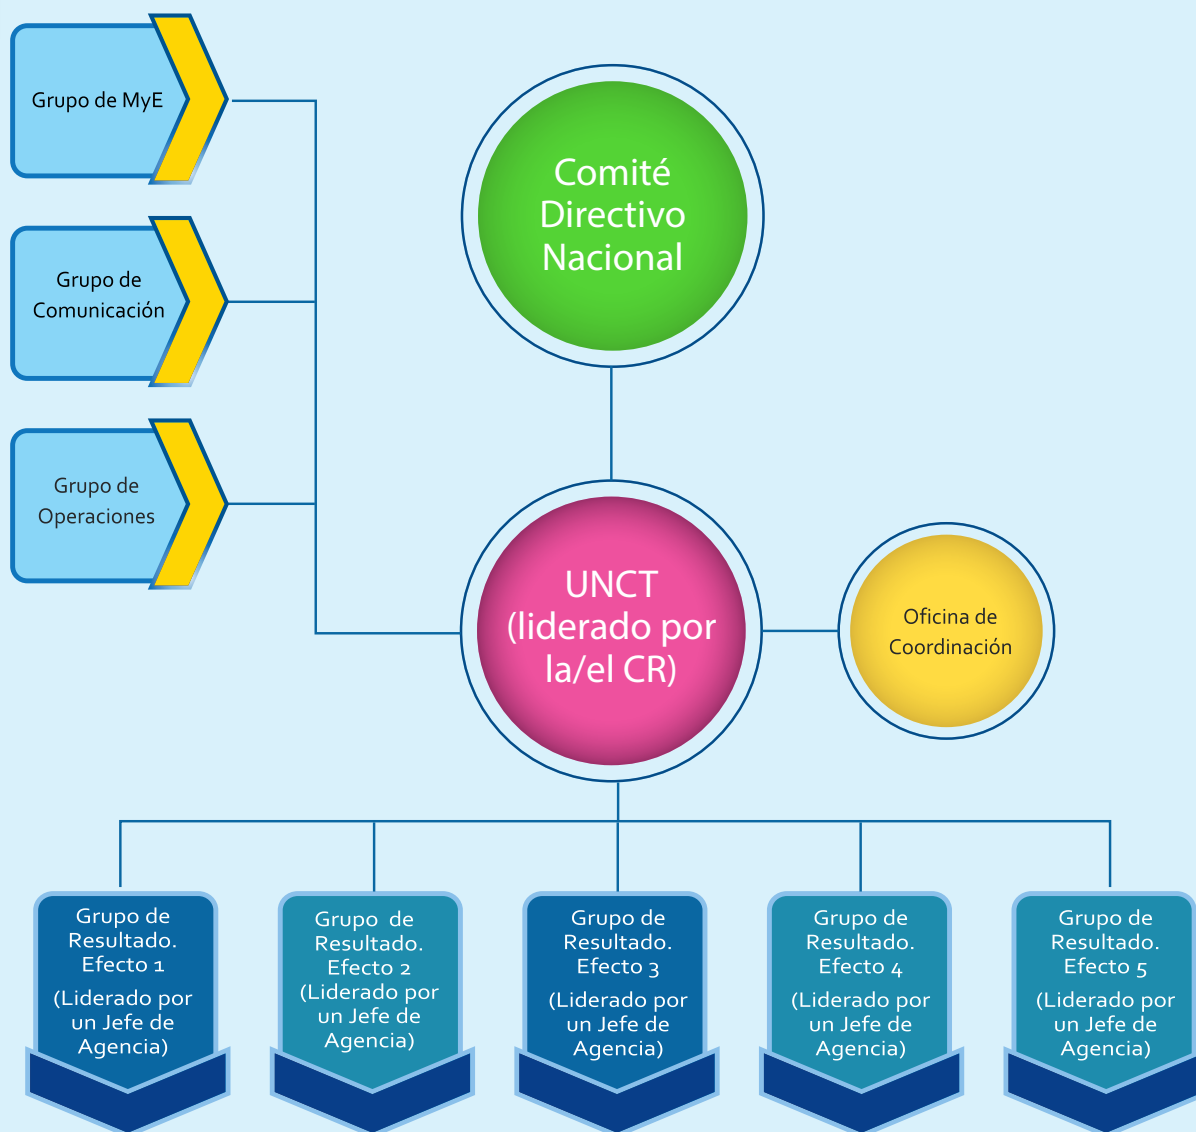 Grupo de MyE
Grupo de
Comunicación
Grupo de
Operaciones
Comité
Directivo
Nacional
UNCT
(liderado por
la/el CR)
Oficina de
Coordinación
Grupo de
Resultado.
Efecto 1
(Liderado por
un Jefe de
Agencia)
Grupo de
Resultado.
Efecto 2
(Liderado por
un Jefe de
Agencia)
Grupo de
Resultado.
Efecto 3
(Liderado por
un Jefe de
Agencia)
Grupo de
Resultado.
Efecto 4
(Liderado por
un Jefe de
Agencia)
Grupo de
Resultado.
Efecto 5
(Liderado por
un Jefe de
Agencia)